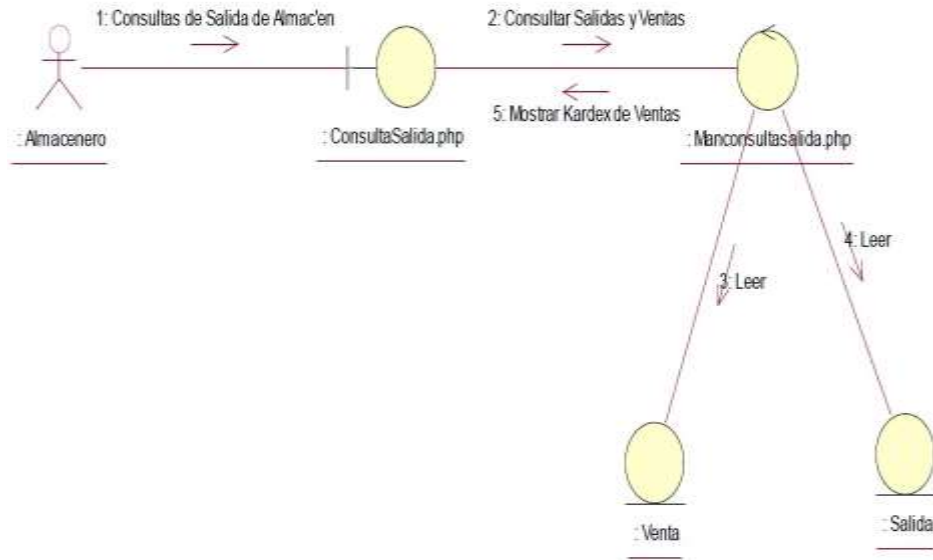 1: Consultas de Salida de Almac'en
2: Consultar Salidas y Ventas
5: Mostrar Kardex de Ventas
: Almacenero
: ConsultaSalida.php
: Manconsultasalida.php
4: Leer
3: Leer
: Venta
: Salida